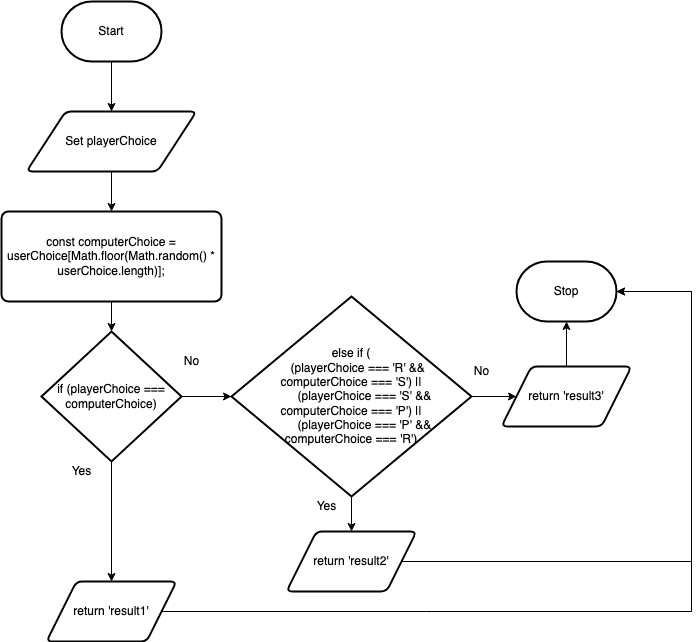 Start
Set playerChoice
const computerChoice =
userChoice[Math.floor(Math.random() *
userChoice.length)];
if (playerChoice ===
computerChoice)
No
Yes
else if (
(playerChoice === 'R' &&
computerChoice === 'S') ||
(playerChoice === 'S' &&
computerChoice === 'P') ||
(playerChoice === 'P' &&
computerChoice === 'R')
No
Yes
Stop
return 'result3'
return 'result2'
return 'result1'